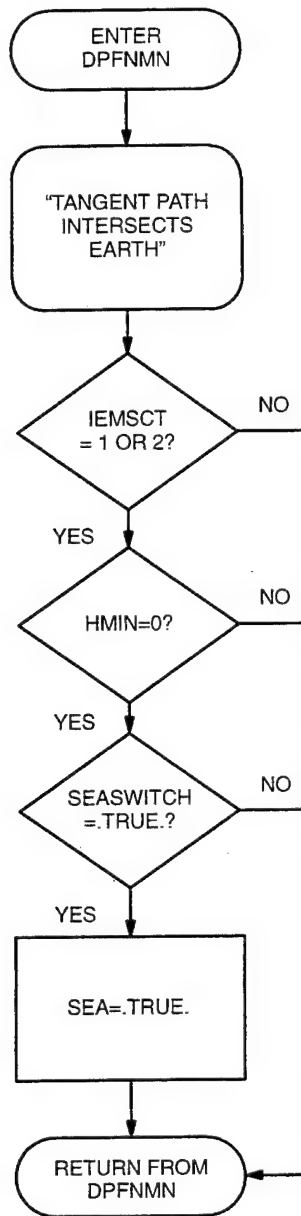 ENTER
DPFNMN
"TANGENT PATH
INTERSECTS
EARTH"
IEMSCT
= 1 OR 2?
NO
YES
HMIN=0?
NO
YES
SEASWITCH
=.TRUE.?
NO
YES
SEA=.TRUE.
RETURN FROM
DPFNMN